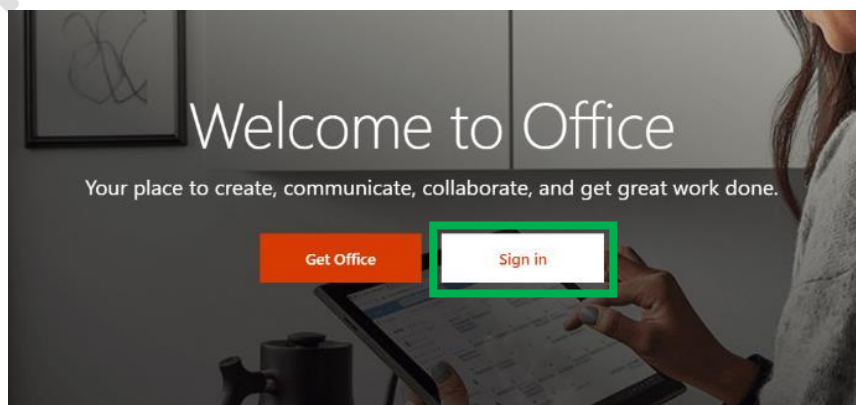 Welcome to Office
Your place to create, communicate, collaborate, and get great work done.
Get Office
Sign in